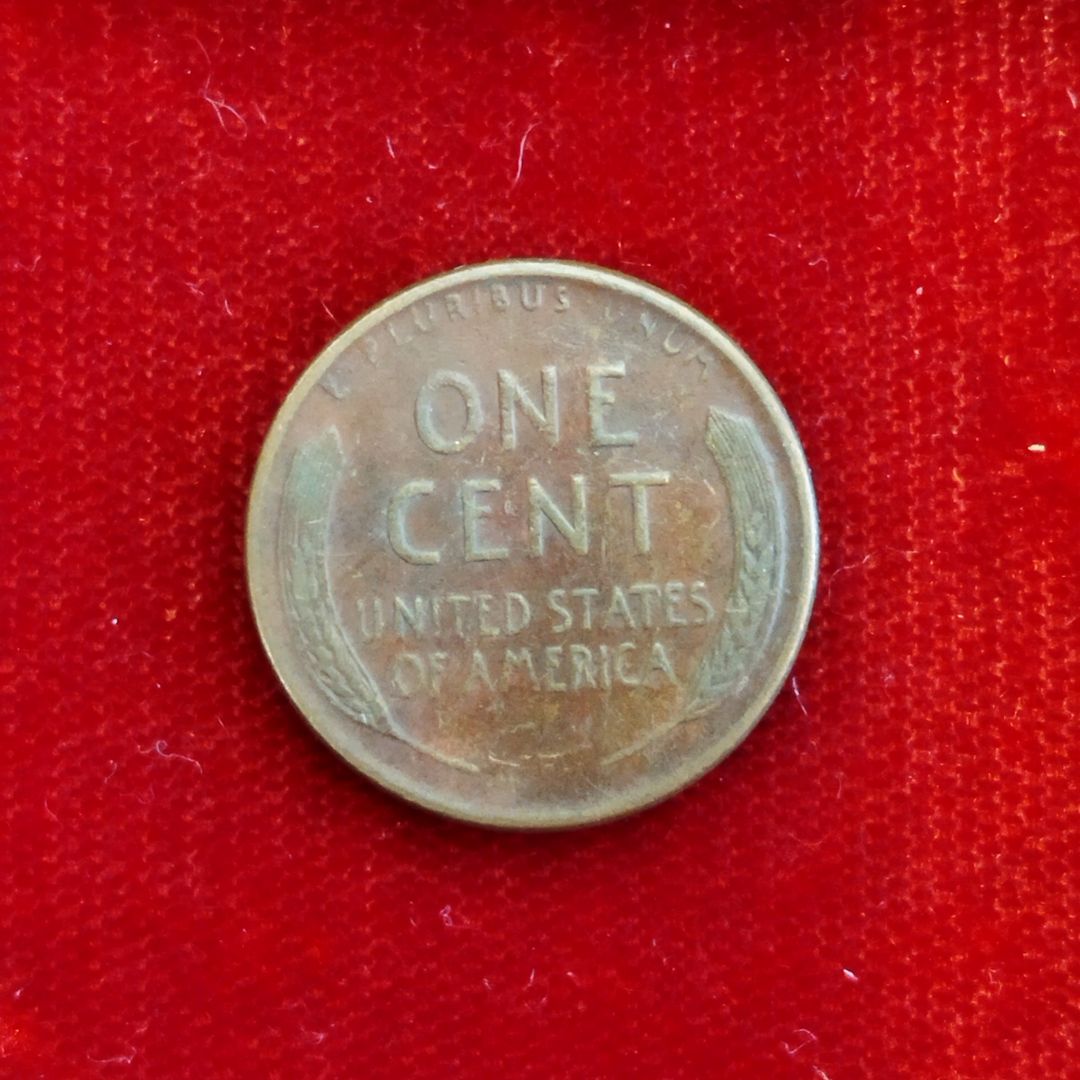 E PLURIBUS UNUM
ONE
CENT
UNITED STATES
OF AMERICA